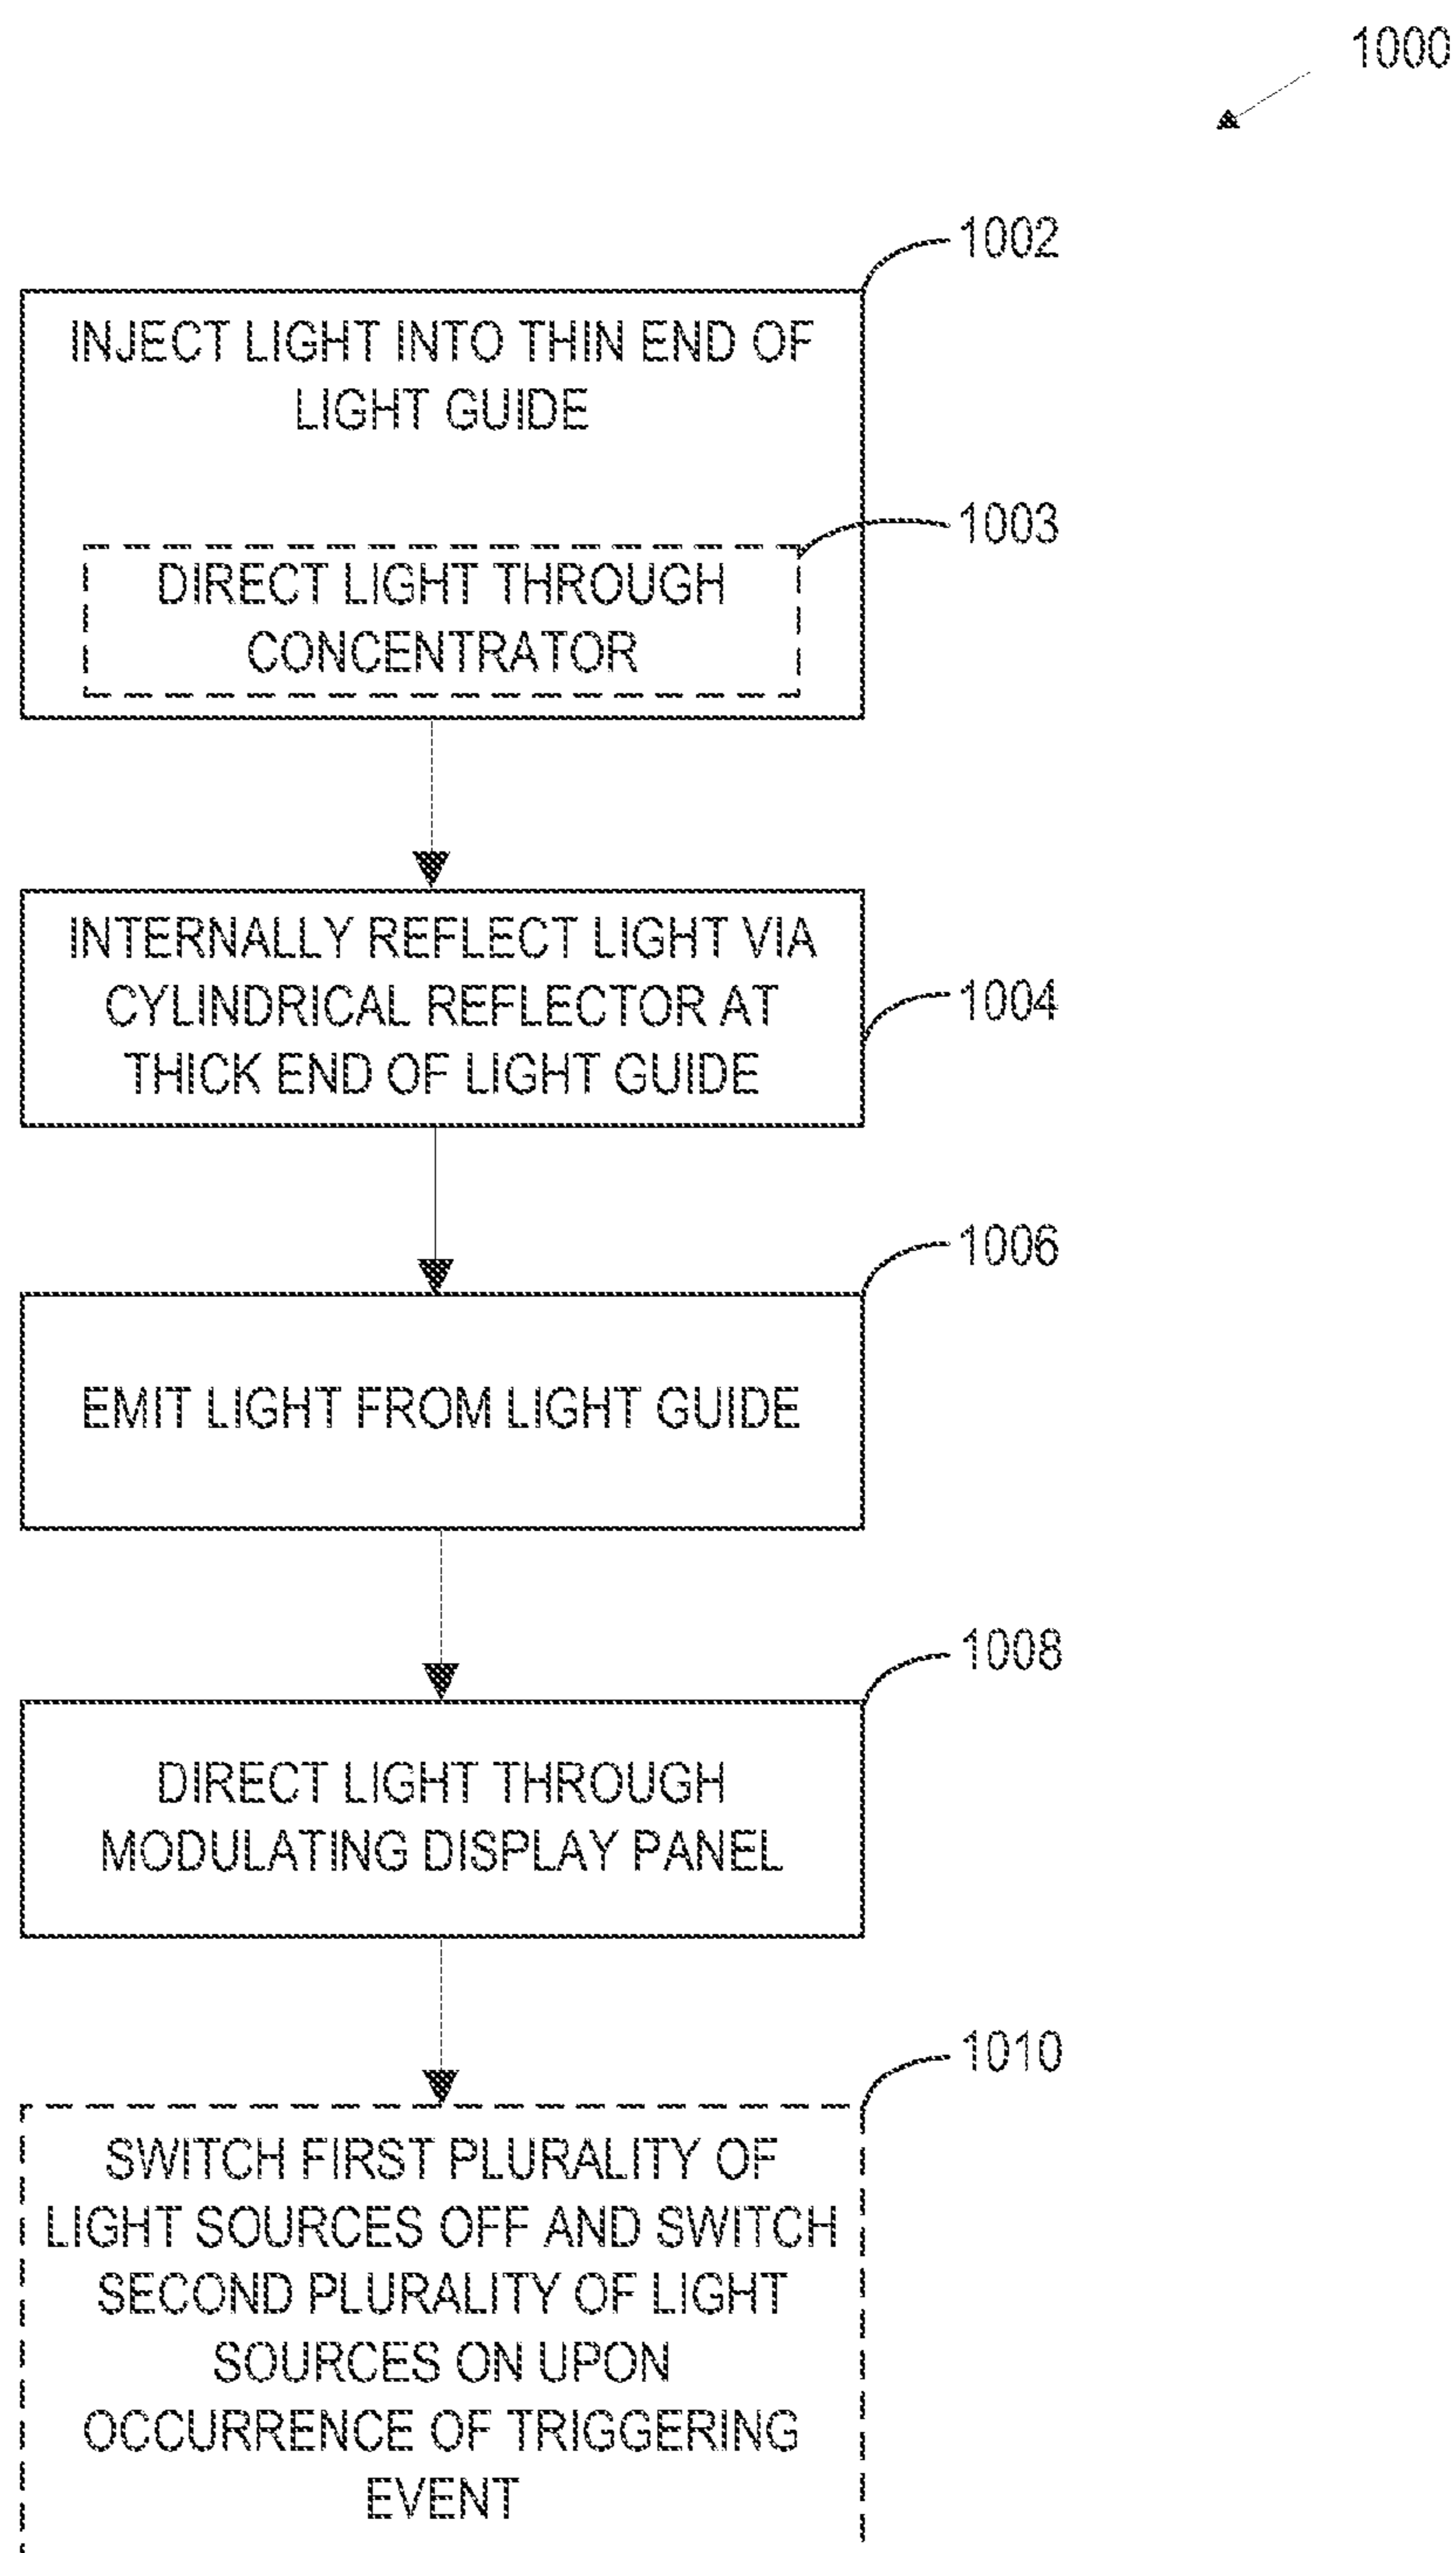 1000
1002
INJECT LIGHT INTO THIN END OF
LIGHT GUIDE
1003
DIRECT LIGHT THROUGH
CONCENTRATOR
INTERNALLY REFLECT LIGHT VIA
CYLINDRICAL REFLECTOR AT
THICK END OF LIGHT GUIDE
1004
1006
EMIT LIGHT FROM LIGHT GUIDE
1008
DIRECT LIGHT THROUGH
MODULATING DISPLAY PANEL
1010
SWITCH FIRST PLURALITY OF
LIGHT SOURCES OFF AND SWITCH
SECOND PLURALITY OF LIGHT
SOURCES ON UPON
OCCURRENCE OF TRIGGERING
EVENT